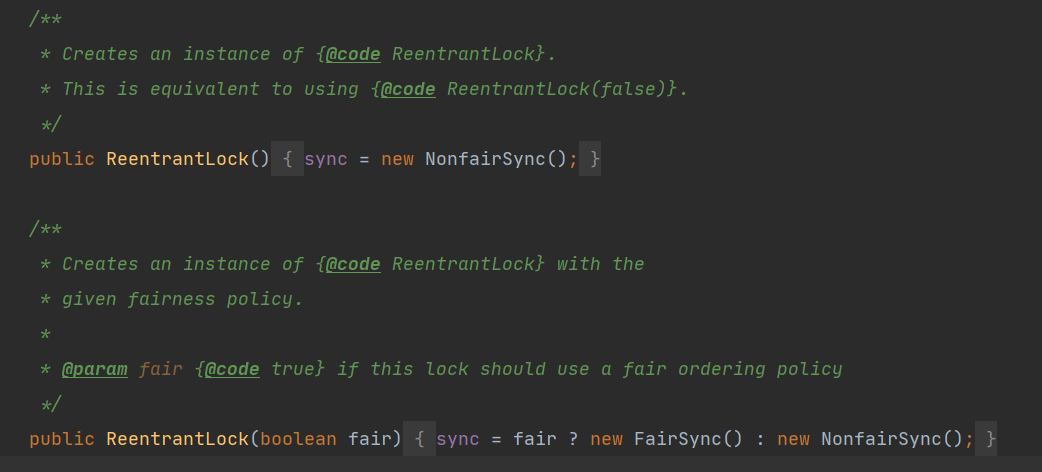 /**
* Creates an instance of {@code ReentrantLock}.
* This is equivalent to using {@code ReentrantLock(false)}.
*/
public ReentrantLock() { sync = new NonfairSync(); }
/**
* Creates an instance of {@code ReentrantLock} with the
* given fairness policy.
*
* @param fair {@code true} if this lock should use a fair ordering policy
*/
public ReentrantLock(boolean fair) { sync = fair ? new FairSync() : new NonfairSync(); }